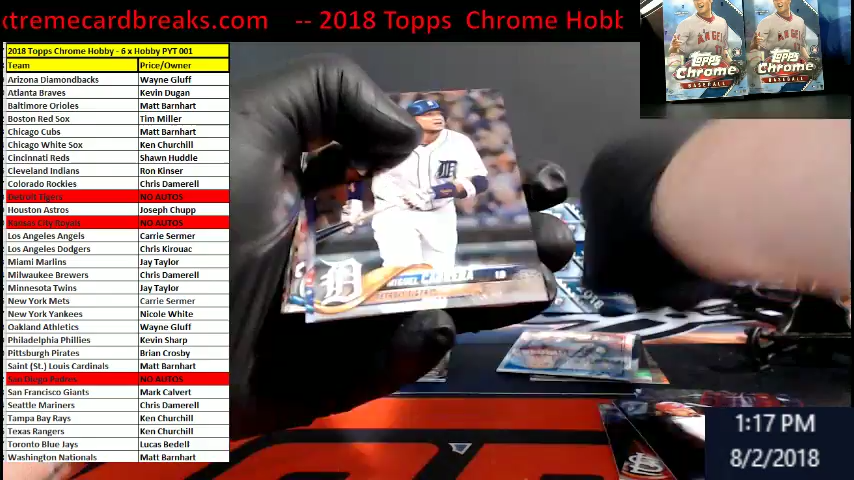 xtremecardbreaks.com -- 2018 Topps Chrome Hobb
2018 Topps Chrome Hobby - 6 x Hobby PYT 001
Team Price/Owner
Arizona Diamondbacks Wayne Gluff
Atlanta Braves Kevin Dugan
Baltimore Orioles Matt Barnhart
Boston Red Sox Tim Miller
Chicago Cubs Matt Barnhart
Chicago White Sox Ken Churchill
Cincinnati Reds Shawn Huddle
Cleveland Indians Ron Kinser
Colorado Rockies Chris Damerell
Detroit Tigers NO AUTOS
Houston Astros Joseph Chupp
Kansas City Royals NO AUTOS
Los Angeles Angels Carrie Sermer
Los Angeles Dodgers Chris Kirouac
Miami Marlins Jay Taylor
Milwaukee Brewers Chris Damerell
Minnesota Twins Jay Taylor
New York Mets Carrie Sermer
New York Yankees Nicole White
Oakland Athletics Wayne Gluff
Philadelphia Phillies Kevin Sharp
Pittsburgh Pirates Brian Crosby
Saint (St.) Louis Cardinals Matt Barnhart
San Diego Padres NO AUTOS
San Francisco Giants Mark Calvert
Seattle Mariners Chris Damerell
Tampa Bay Rays Ken Churchill
Texas Rangers Ken Churchill
Toronto Blue Jays Lucas Bedell
Washington Nationals Matt Barnhart
ANGELS
Topps Chrome BASEBALL
Topps Chrome BASEBALL
MIGUEL CABRERA 1B
2018
1:17 PM
8/2/2018